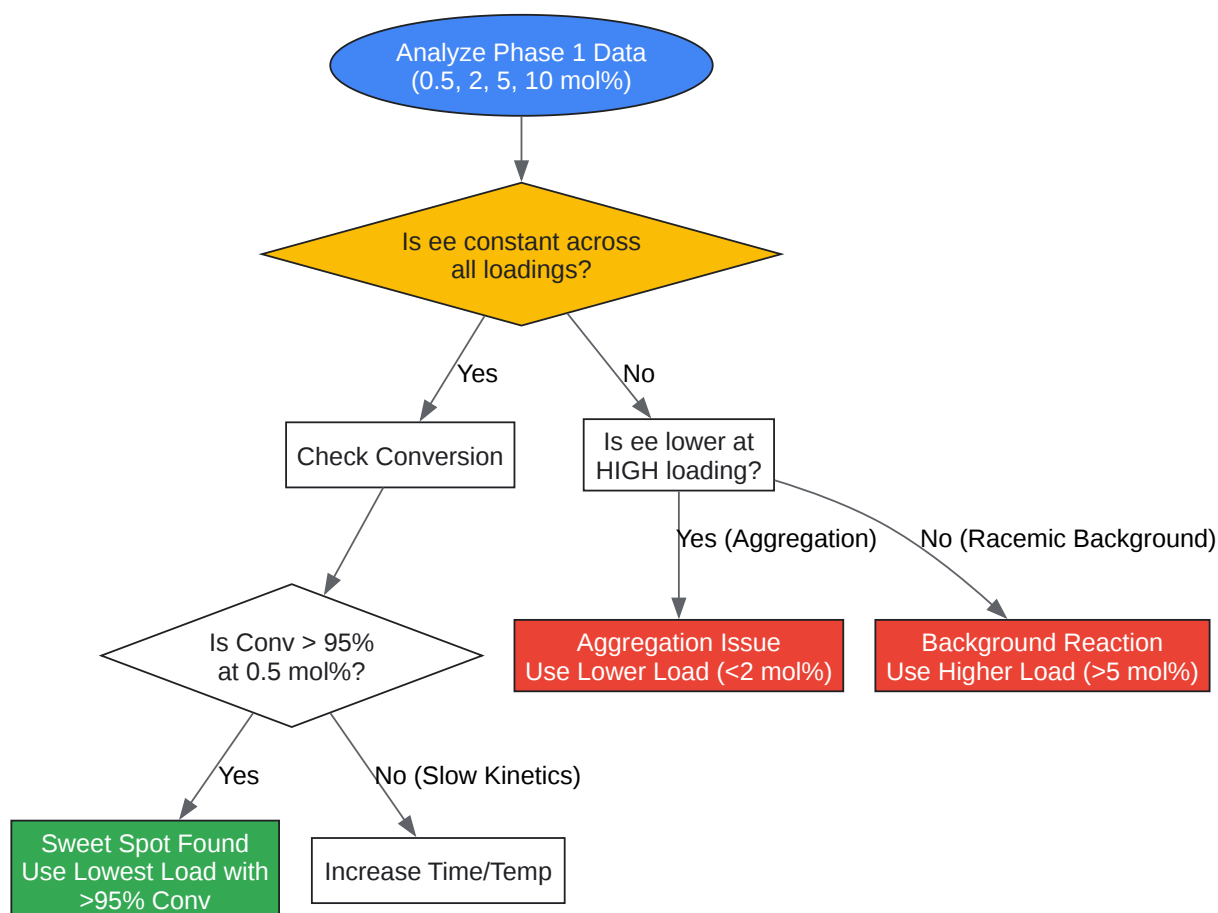 Analyze Phase 1 Data
(0.5, 2, 5, 10 mol%)
Is ee constant across
all loadings?
Yes
No
Check Conversion
Is ee lower at
HIGH loading?
Yes (Aggregation)
No (Racemic Background)
Is Conv > 95%
at 0.5 mol%?
Aggregation Issue
Use Lower Load (<2 mol%)
Background Reaction
Use Higher Load (>5 mol%)
Yes
No (Slow Kinetics)
Sweet Spot Found
Use Lowest Load with
>95% Conv
Increase Time/Temp